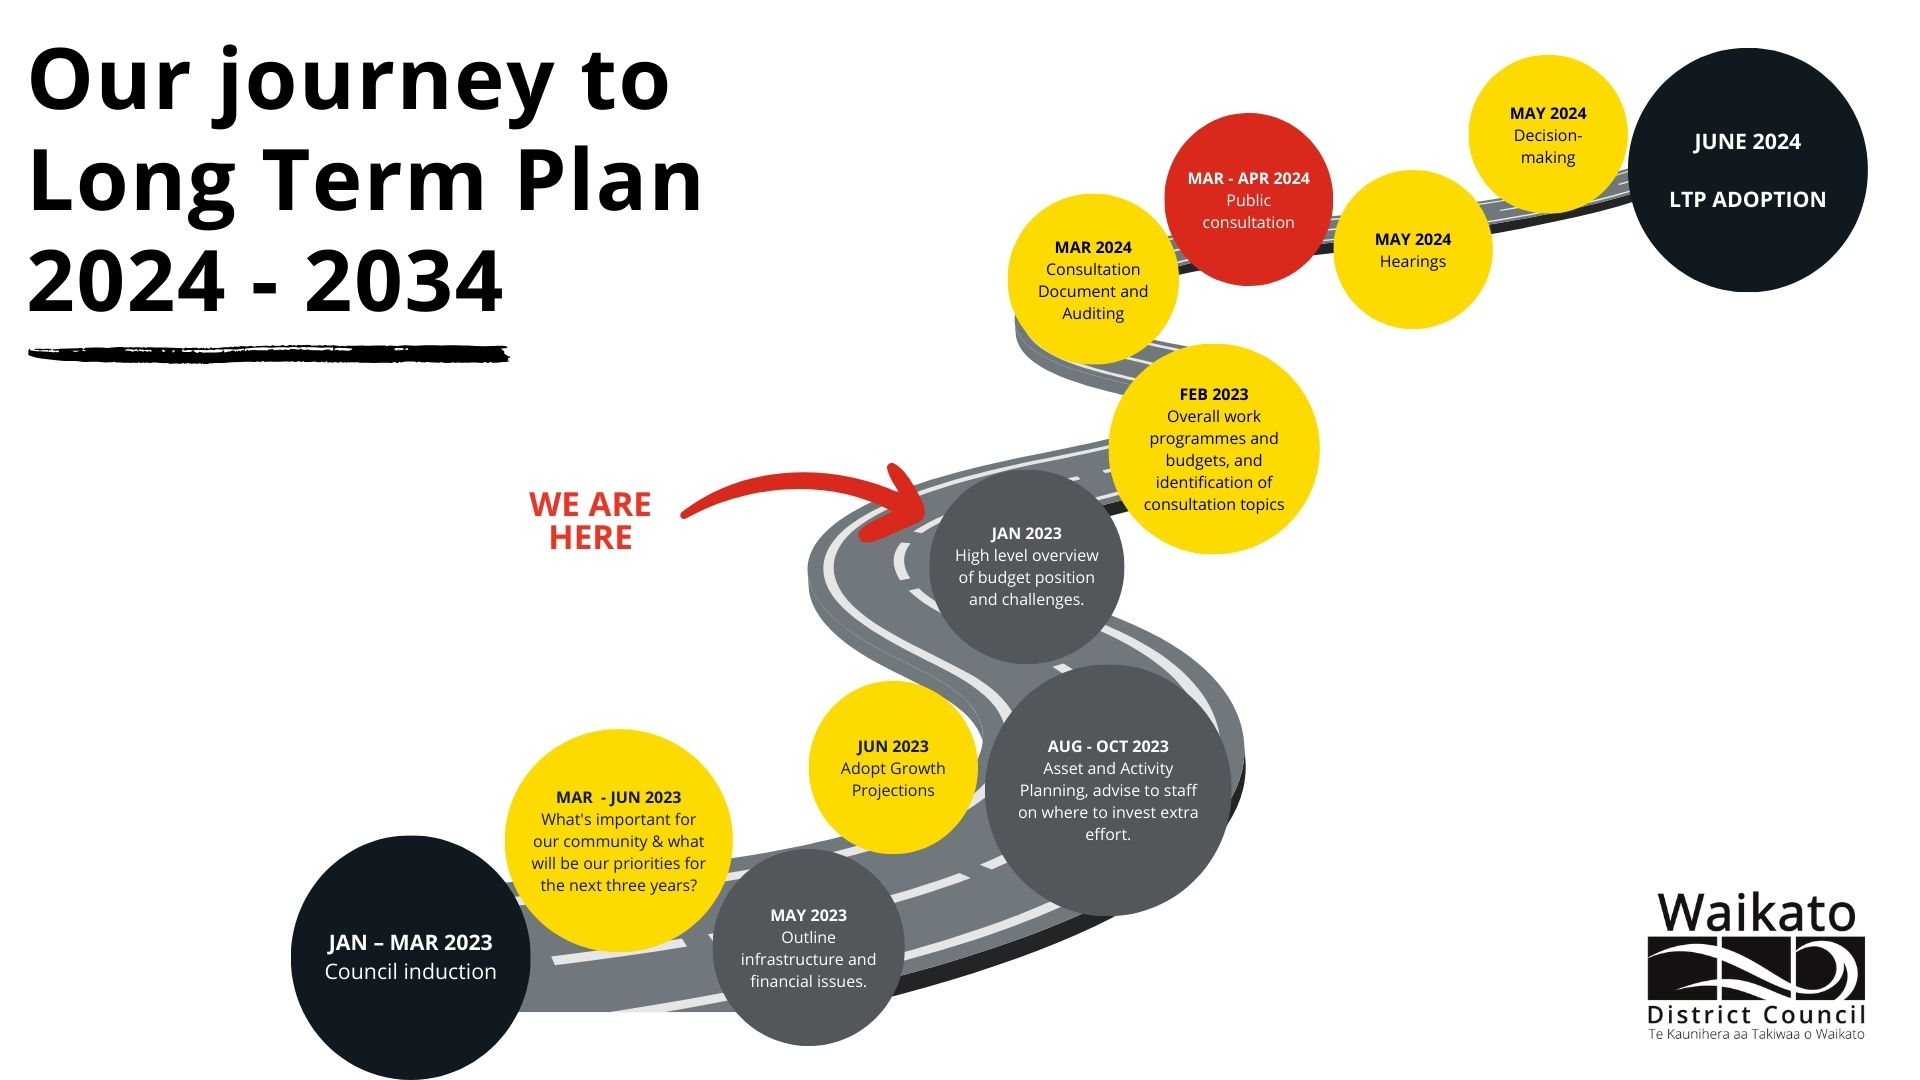 Our journey to
Long Term Plan
2024 - 2034
JAN – MAR 2023
Council induction
MAR - JUN 2023
What's important for
our community & what
will be our priorities for
the next three years?
MAY 2023
Outline
infrastructure and
financial issues.
JUN 2023
Adopt Growth
Projections
AUG - OCT 2023
Asset and Activity
Planning, advise to staff
on where to invest extra
effort.
WE ARE
HERE
JAN 2023
High level overview
of budget position
and challenges.
FEB 2023
Overall work
programmes and
budgets, and
identification of
consultation topics
MAR 2024
Consultation
Document and
Auditing
MAR - APR 2024
Public
consultation
MAY 2024
Hearings
MAY 2024
Decision-
making
JUNE 2024
LTP ADOPTION
Waikato
District Council
Te Kaunihera aa Takiwaa o Waikato